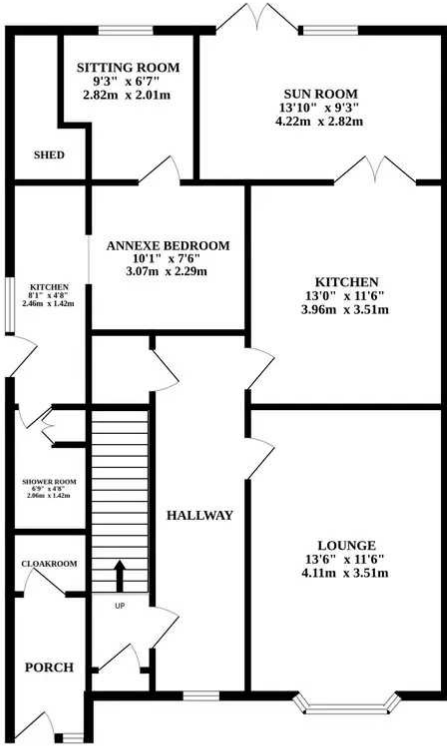 SITTING ROOM
9'3" x 6'7"
2.82m x 2.01m
SUN ROOM
13'10" x 9'3"
4.22m x 2.82m
SHED
ANNEXE BEDROOM
10'1" x 7'6"
3.07m x 2.29m
KITCHEN
8'1" x 4'8"
2.46m x 1.42m
KITCHEN
13'0" x 11'6"
3.96m x 3.51m
SHOWER ROOM
6'9" x 4'8"
2.06m x 1.42m
HALLWAY
LOUNGE
13'6" x 11'6"
4.11m x 3.51m
CLOAKROOM
UP
PORCH